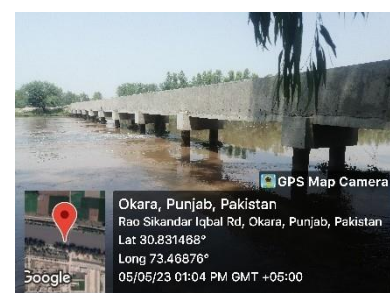 GPS Map Camera
Okara, Punjab, Pakistan
Rao Sikandar Iqbal Rd, Okara, Punjab, Pakistan
Lat 30.831468°
Long 73.46876°
05/05/23 01:04 PM GMT +05:00
Google